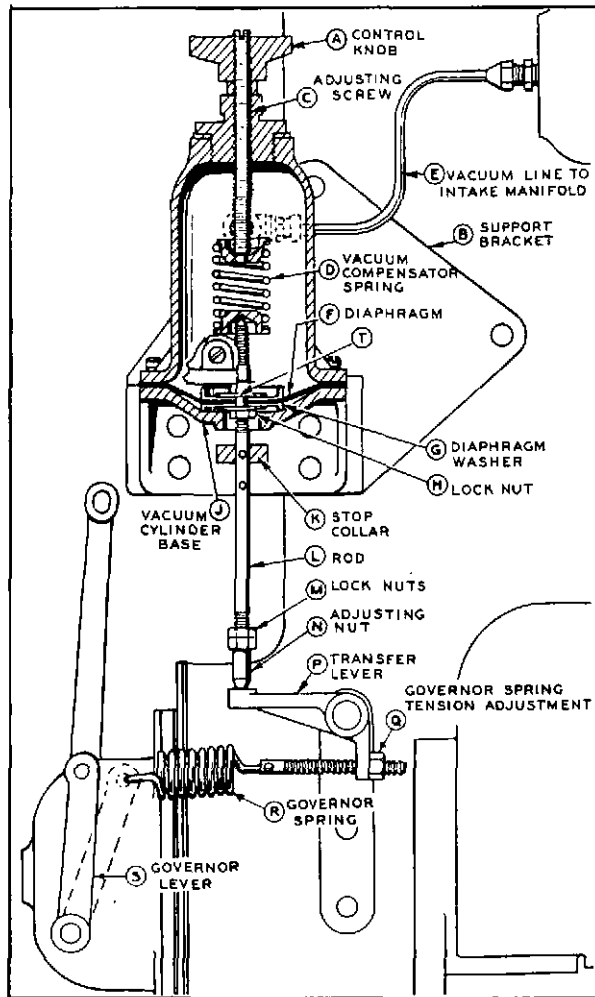 A CONTROL
KNOB
C ADJUSTING
SCREW
E VACUUM LINE TO
INTAKE MANIFOLD
B SUPPORT
BRACKET
D VACUUM
COMPENSATOR
SPRING
F DIAPHRAGM
T
G DIAPHRAGM
WASHER
H LOCK NUT
J
VACUUM
CYLINDER
BASE
K STOP
COLLAR
L ROD
M LOCK NUTS
N ADJUSTING
NUT
P TRANSFER
LEVER
GOVERNOR SPRING
TENSION ADJUSTMENT
Q
R GOVERNOR
SPRING
S GOVERNOR
LEVER